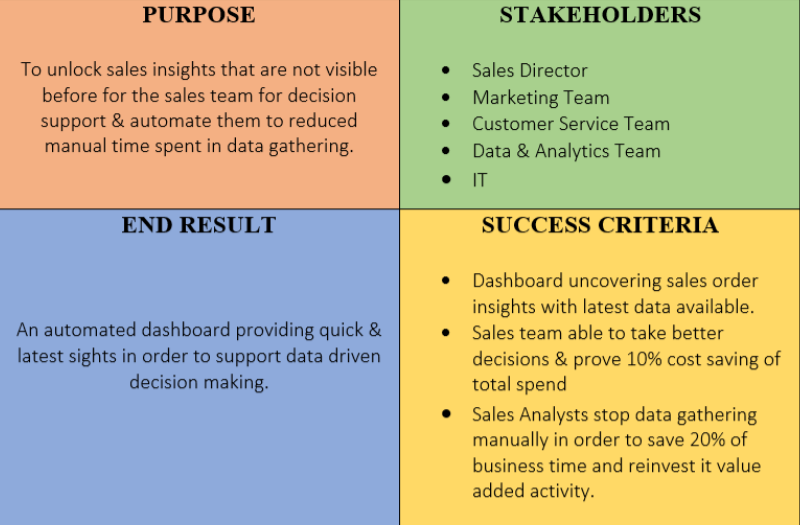 PURPOSE
To unlock sales insights that are not visible
before for the sales team for decision
support & automate them to reduced
manual time spent in data gathering.
STAKEHOLDERS
• Sales Director
• Marketing Team
• Customer Service Team
• Data & Analytics Team
• IT
END RESULT
An automated dashboard providing quick &
latest sights in order to support data driven
decision making.
SUCCESS CRITERIA
• Dashboard uncovering sales order
insights with latest data available.
• Sales team able to take better
decisions & prove 10% cost saving of
total spend
• Sales Analysts stop data gathering
manually in order to save 20% of
business time and reinvest it value
added activity.